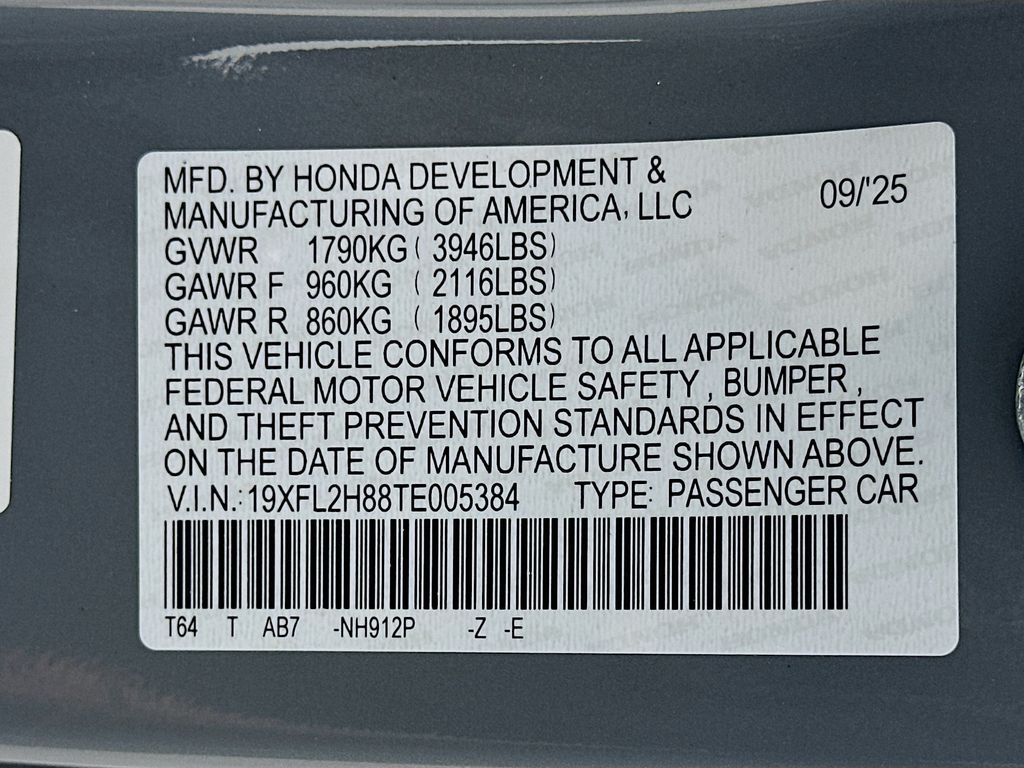 MFD. BY HONDA DEVELOPMENT &
MANUFACTURING OF AMERICA, LLC 09/'25
GVWR 1790KG ( 3946LBS)
GAWR F 960KG ( 2116LBS)
GAWR R 860KG ( 1895LBS)
THIS VEHICLE CONFORMS TO ALL APPLICABLE
FEDERAL MOTOR VEHICLE SAFETY , BUMPER ,
AND THEFT PREVENTION STANDARDS IN EFFECT
ON THE DATE OF MANUFACTURE SHOWN ABOVE.
V.I.N.: 19XFL2H88TE005384 TYPE: PASSENGER CAR
T64 T AB7 -NH912P -Z -E